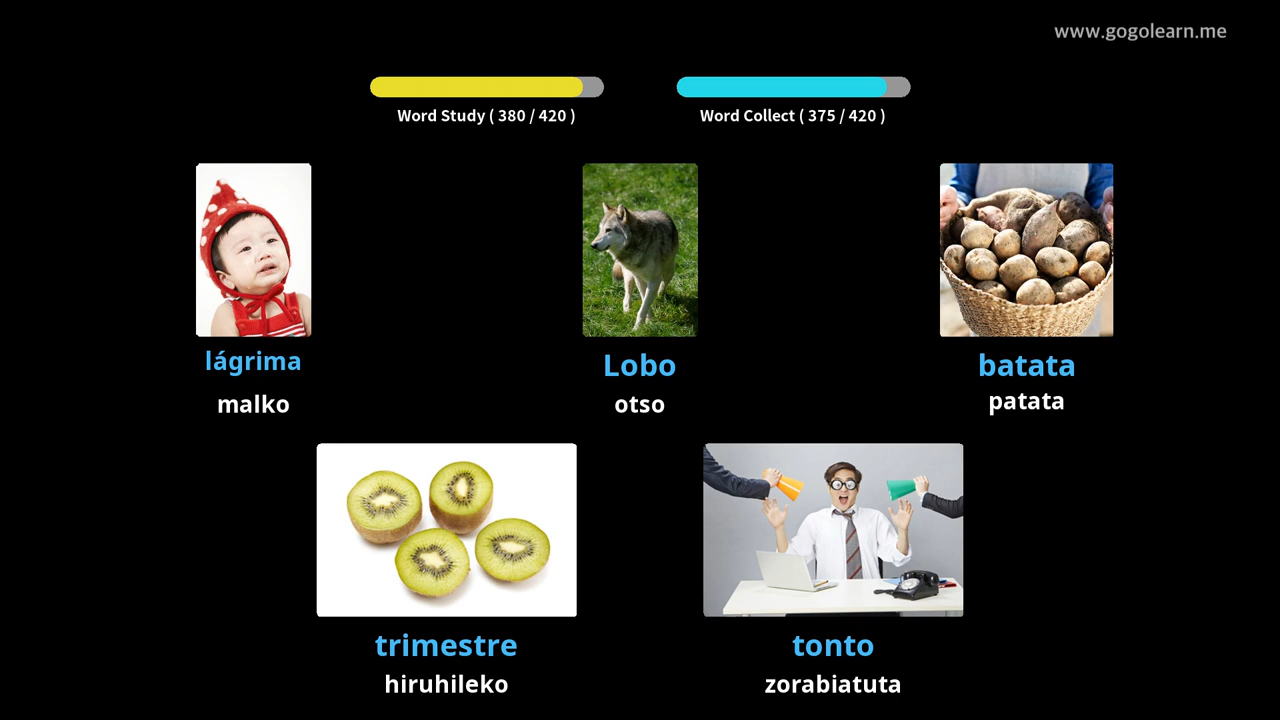 www.gogolearn.me
Word Study ( 380 / 420 )
Word Collect ( 375 / 420 )
lágrima
malko
Lobo
otso
batata
patata
trimestre
hiruhileko
tonto
zorabiatuta